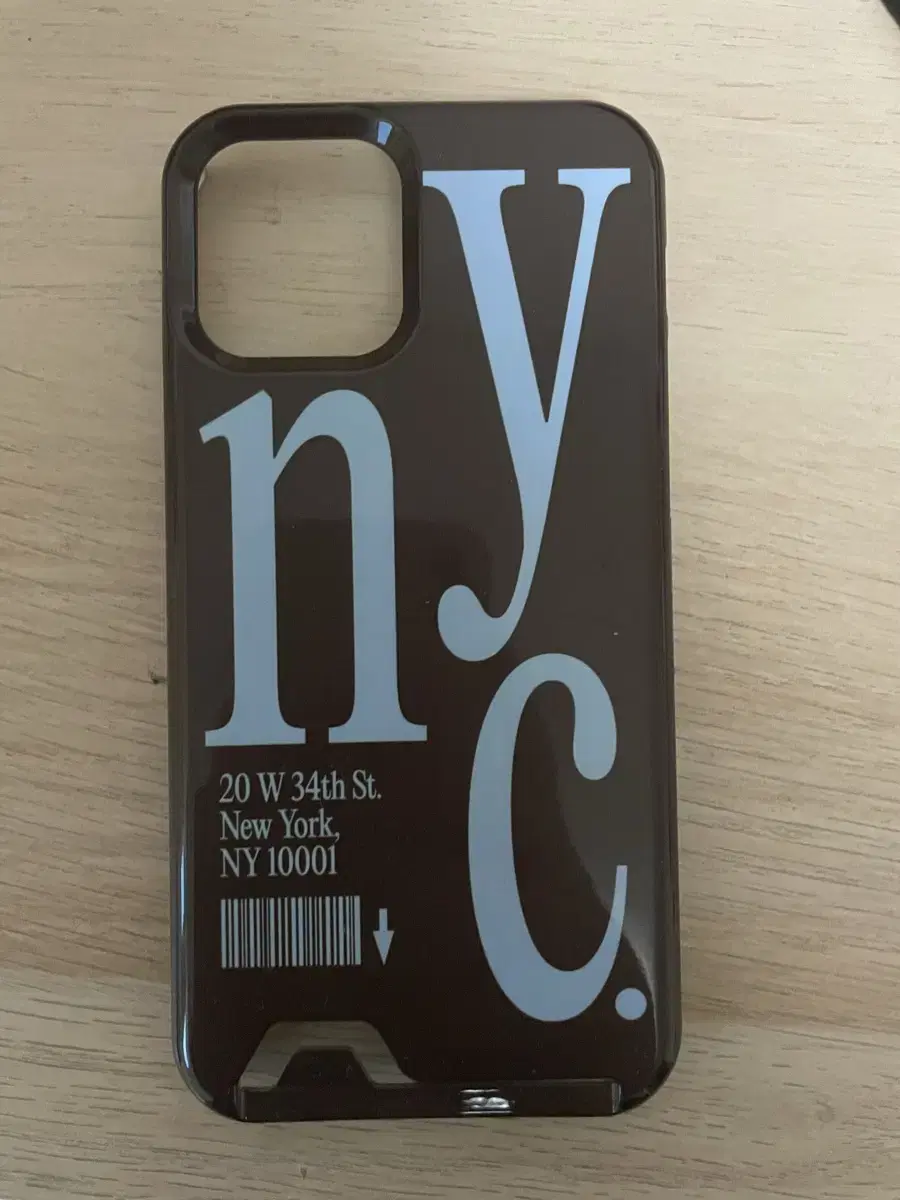 nyc.
20 W 34th St.
New York,
NY 10001